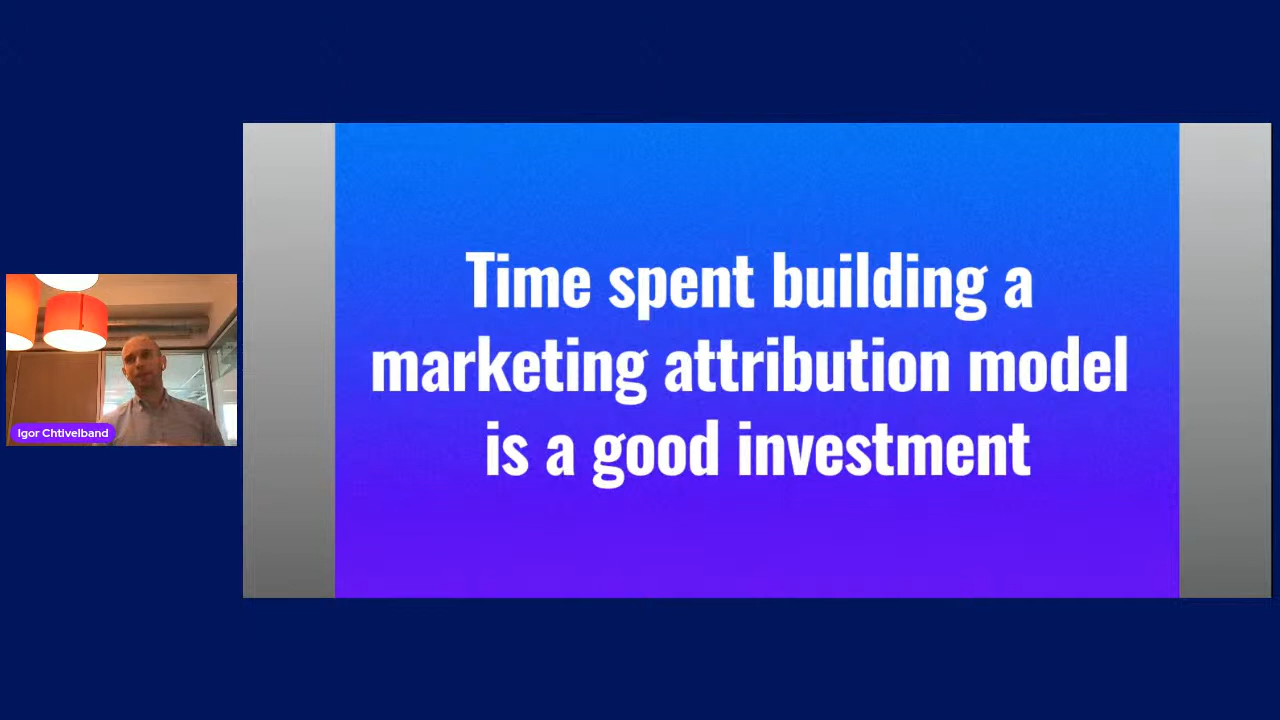 Time spent building a
marketing attribution model
is a good investment
Igor Chtivelband